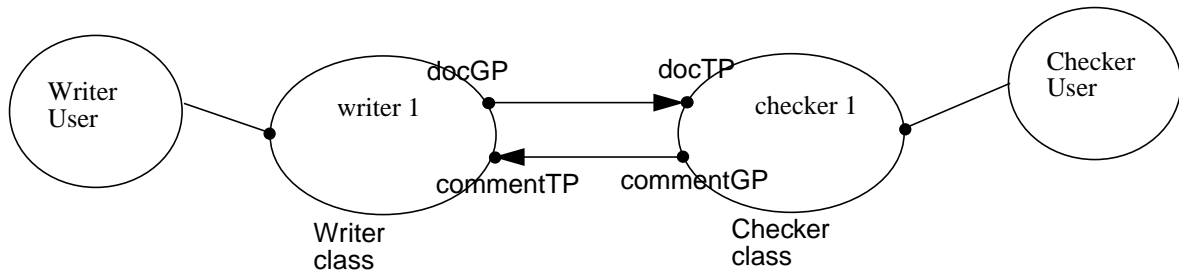 Writer
User
docGP
writer 1
commentTP
Writer
class
docTP
checker 1
commentGP
Checker
class
Checker
User